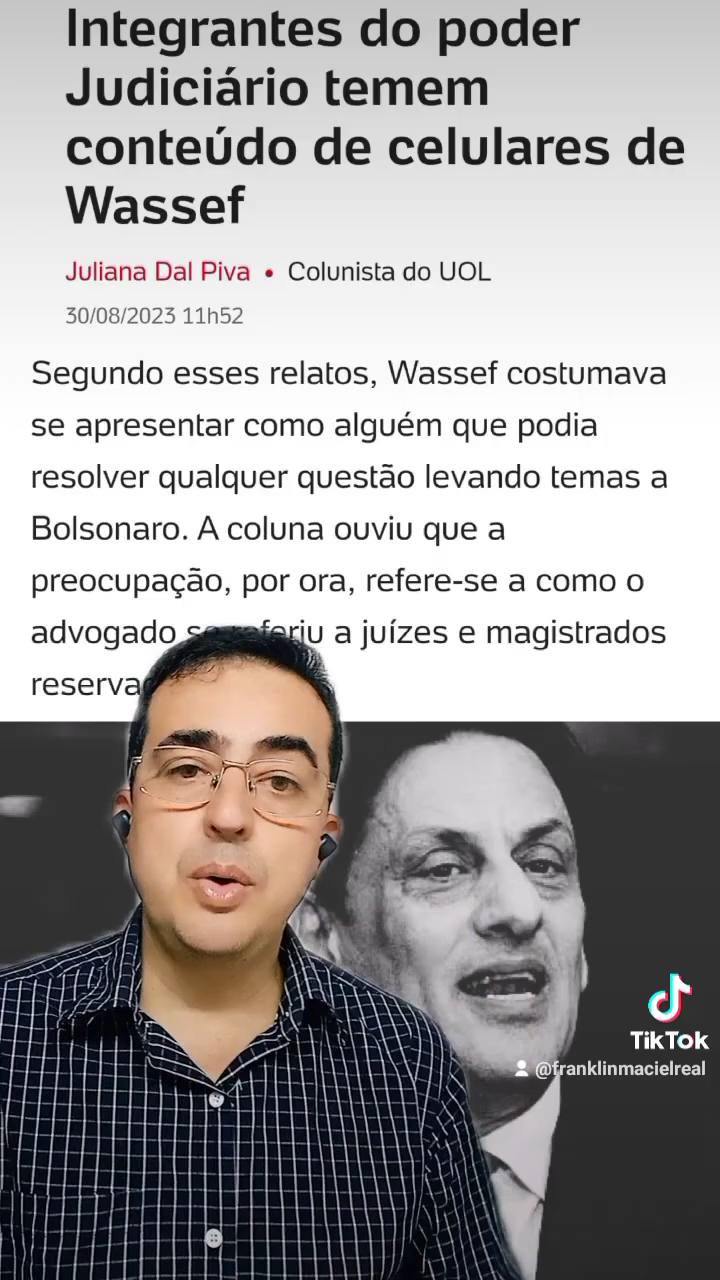 Integrantes do poder
Judiciário temem
conteúdo de celulares de
Wassef
Juliana Dal Piva • Colunista do UOL
30/08/2023 11h52
Segundo esses relatos, Wassef costumava
se apresentar como alguém que podia
resolver qualquer questão levando temas a
Bolsonaro. A coluna ouviu que a
preocupação, por ora, refere-se a como o
advogado se referiu a juízes e magistrados
TikTok
@franklinmacielreal